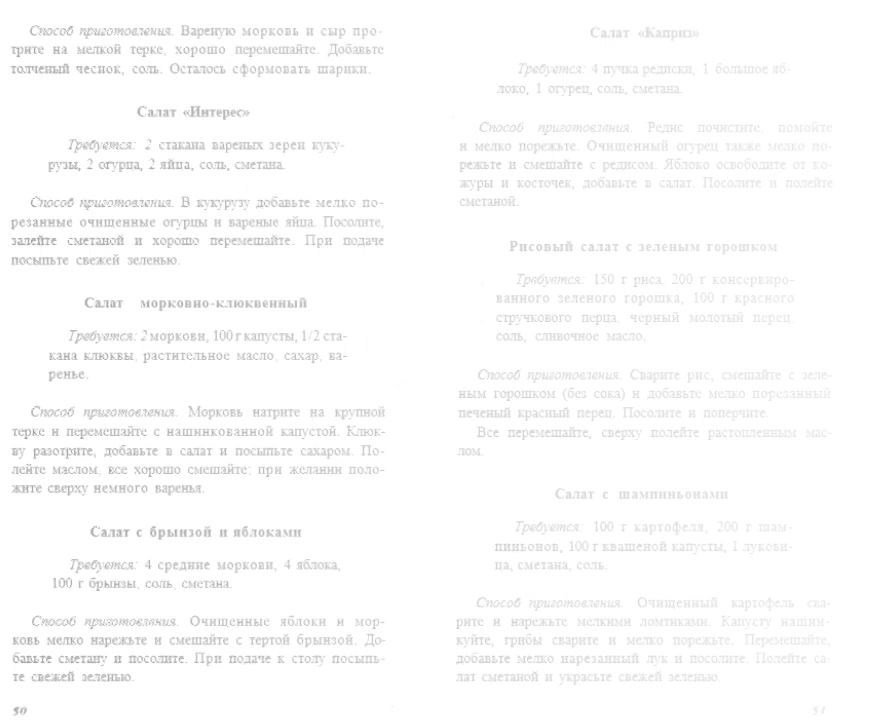 Способ приготовления. Вареную морковь и сыр про-
трите на мелкой терке, хорошо перемешайте. Добавьте
толченый чеснок, соль. Осталось сформовать шарики.
Салат «Интерес»
Требуется: 2 стакана вареных зерен куку-
рузы, 2 огурца, 2 яйца, соль, сметана.
Способ приготовления. В кукурузу добавьте мелко по-
резанные очищенные огурцы и вареные яйца. Посолите,
залейте сметаной и хорошо перемешайте. При подаче
посыпьте свежей зеленью.
Салат морковно-клюквенный
Требуется: 2 моркови, 100 г капусты, 1/2 ста-
кана клюквы, растительное масло, сахар, ва-
ренье.
Способ приготовления. Морковь натрите на крупной
терке и перемешайте с нашинкованной капустой. Клюк-
ву разотрите, добавьте в салат и посыпьте сахаром. По-
лейте маслом, все хорошо смешайте; при желании поло-
жите сверху немного варенья.
Салат с брынзой и яблоками
Требуется: 4 средние моркови, 4 яблока,
100 г брынзы, соль, сметана.
Способ приготовления. Очищенные яблоки и мор-
ковь мелко нарежьте и смешайте с тертой брынзой. До-
бавьте сметану и посолите. При подаче к столу посыпь-
те свежей зеленью.
50
Салат «Каприз»
Требуется: 4 пучка редиски, 1 большое яб-
локо, 1 огурец, соль, сметана.
Способ приготовления. Редис почистите, помойте
и мелко порежьте. Очищенный огурец также мелко по-
режьте и смешайте с редисом. Яблоко освободите от ко-
журы и косточек, добавьте в салат. Посолите и полейте
сметаной.
Рисовый салат с зеленым горошком
Требуется: 150 г риса, 200 г консервиро-
ванного зеленого горошка, 100 г красного
стручкового перца, черный молотый перец,
соль, сливочное масло.
Способ приготовления. Сварите рис, смешайте с зеле-
ным горошком (без сока) и добавьте мелко порезанный
печеный красный перец. Посолите и поперчите.
Все перемешайте, сверху полейте растопленным мас-
лом.
Салат с шампиньонами
Требуется: 100 г картофеля, 200 г шам-
пиньонов, 100 г квашеной капусты, 1 лукови-
ца, сметана, соль.
Способ приготовления. Очищенный картофель сва-
рите и нарежьте мелкими ломтиками. Капусту нашин-
куйте, грибы сварите и мелко порежьте. Перемешайте,
добавьте мелко нарезанный лук и посолите. Полейте са-
лат сметаной и украсьте свежей зеленью.
51